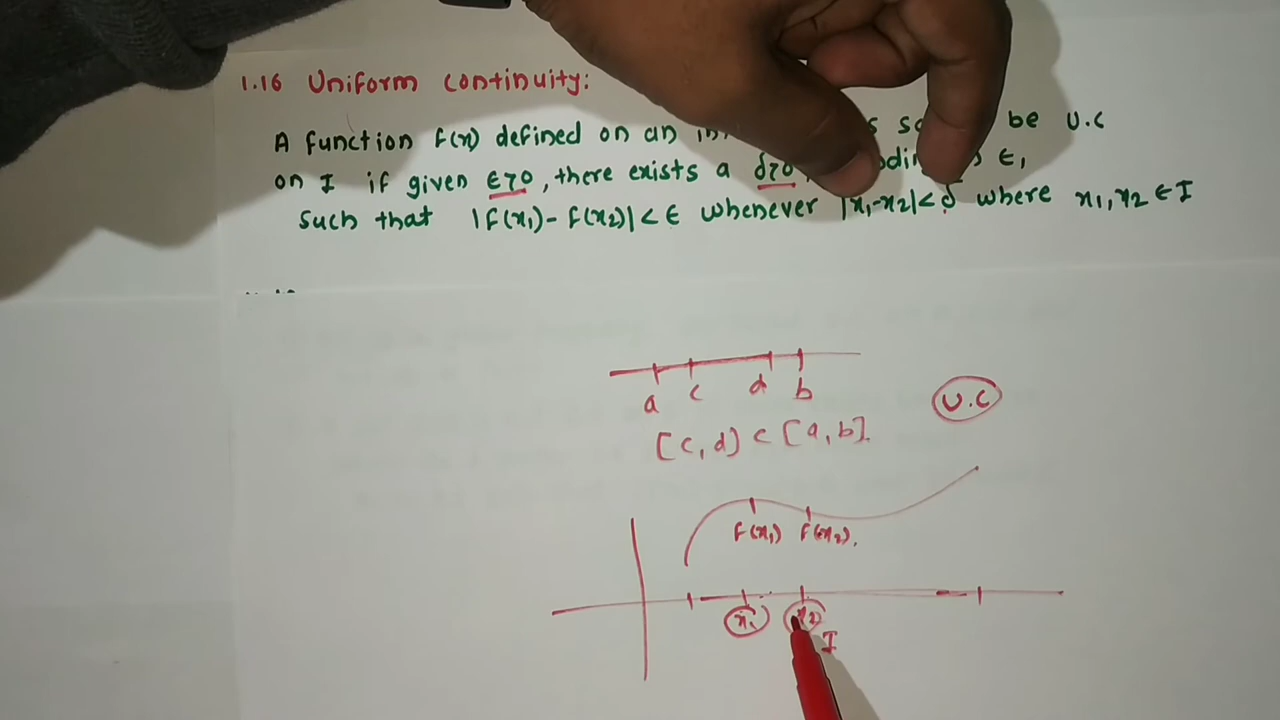 1.16 Uniform continuity:
A function f(x) defined on an be U.C
on I if given ϵ>0, there exists a δ>0, ϵ,
such that |f(x₁)-f(x₂)|<ϵ whenever |x₁-x₂|<δ where x₁,x₂ ∈ I
a c d b
U.C
[c,d] ⊂ [a,b].
f(x₁) f(x₂).
x₁ x₂
I